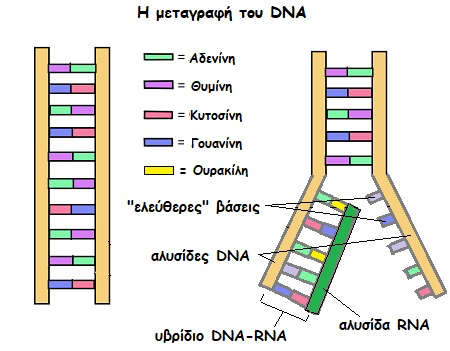 Η μεταγραφή του DNA
= Αδενίνη
= Θυμίνη
= Κυτοσίνη
= Γουανίνη
= Ουρακίλη
"ελεύθερες" βάσεις
αλυσίδες DNA
υβρίδιο DNA-RNA
αλυσίδα RNA